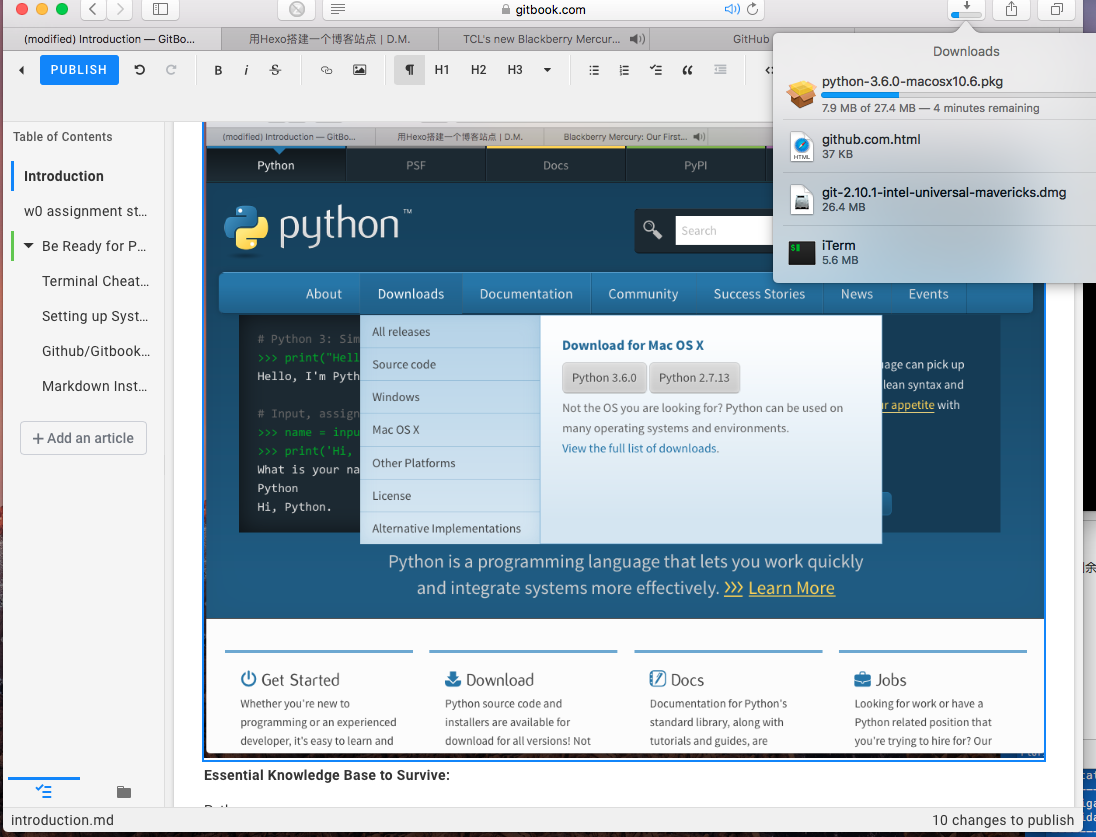 gitbook.com
(modified) Introduction — GitBo...
用Hexo搭建一个博客站点 | D.M.
TCL's new Blackberry Mercur...
GitHub
Downloads
python-3.6.0-macosx10.6.pkg
7.9 MB of 27.4 MB — 4 minutes remaining
github.com.html
37 KB
git-2.10.1-intel-universal-mavericks.dmg
26.4 MB
iTerm
5.6 MB
PUBLISH
B
i
S
¶
H1
H2
H3
Table of Contents
Introduction
w0 assignment st...
Be Ready for P...
Terminal Cheat...
Setting up Syst...
Github/Gitbook...
Markdown Inst...
+ Add an article
(modified) Introduction — GitBo...
用Hexo搭建一个博客站点 | D.M.
Blackberry Mercury: Our First...
Python
PSF
Docs
PyPI
python™
Search
About
Downloads
Documentation
Community
Success Stories
News
Events
# Python 3: Sim
>>> print("Hell
Hello, I'm Pyth
# Input, assign
>>> name = inpu
>>> print('Hi,
What is your na
Python
Hi, Python.
All releases
Source code
Windows
Mac OS X
Other Platforms
License
Alternative Implementations
Download for Mac OS X
Python 3.6.0
Python 2.7.13
Not the OS you are looking for? Python can be used on
many operating systems and environments.
View the full list of downloads.
age can pick up
lean syntax and
r appetite with
Python is a programming language that lets you work quickly
and integrate systems more effectively. >>> Learn More
Get Started
Whether you're new to
programming or an experienced
developer, it's easy to learn and
Download
Python source code and
installers are available for
download for all versions! Not
Docs
Documentation for Python's
standard library, along with
tutorials and guides, are
Jobs
Looking for work or have a
Python related position that
you're trying to hire for? Our
Essential Knowledge Base to Survive:
introduction.md
10 changes to publish